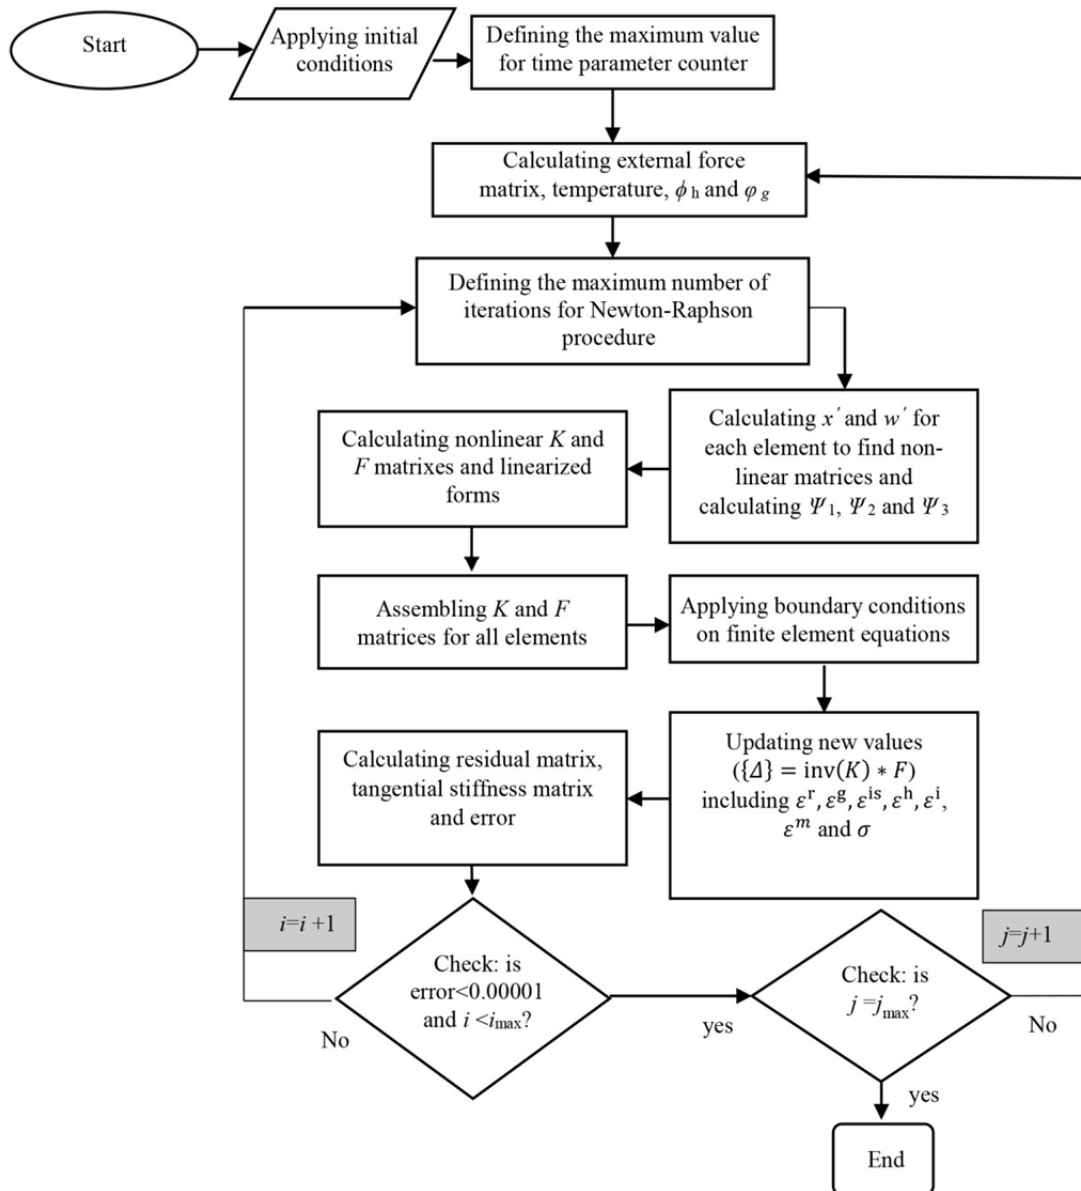 Start
Applying initial
conditions
Defining the maximum value
for time parameter counter
Calculating external force
matrix, temperature, ϕ h and φ g
Defining the maximum number of
iterations for Newton-Raphson
procedure
Calculating x′ and w′ for
each element to find non-
linear matrices and
calculating Ψ1, Ψ2 and Ψ3
Calculating nonlinear K and
F matrixes and linearized
forms
Assembling K and F
matrices for all elements
Applying boundary conditions
on finite element equations
Updating new values
({Δ} = inv(K) ∗ F)
including εʳ, εᵍ, εⁱˢ, εʰ, εⁱ,
εᵐ and σ
Calculating residual matrix,
tangential stiffness matrix
and error
i=i +1
Check: is
error<0.00001
and i <imax?
No
yes
Check: is
j =jmax?
j=j+1
No
yes
End